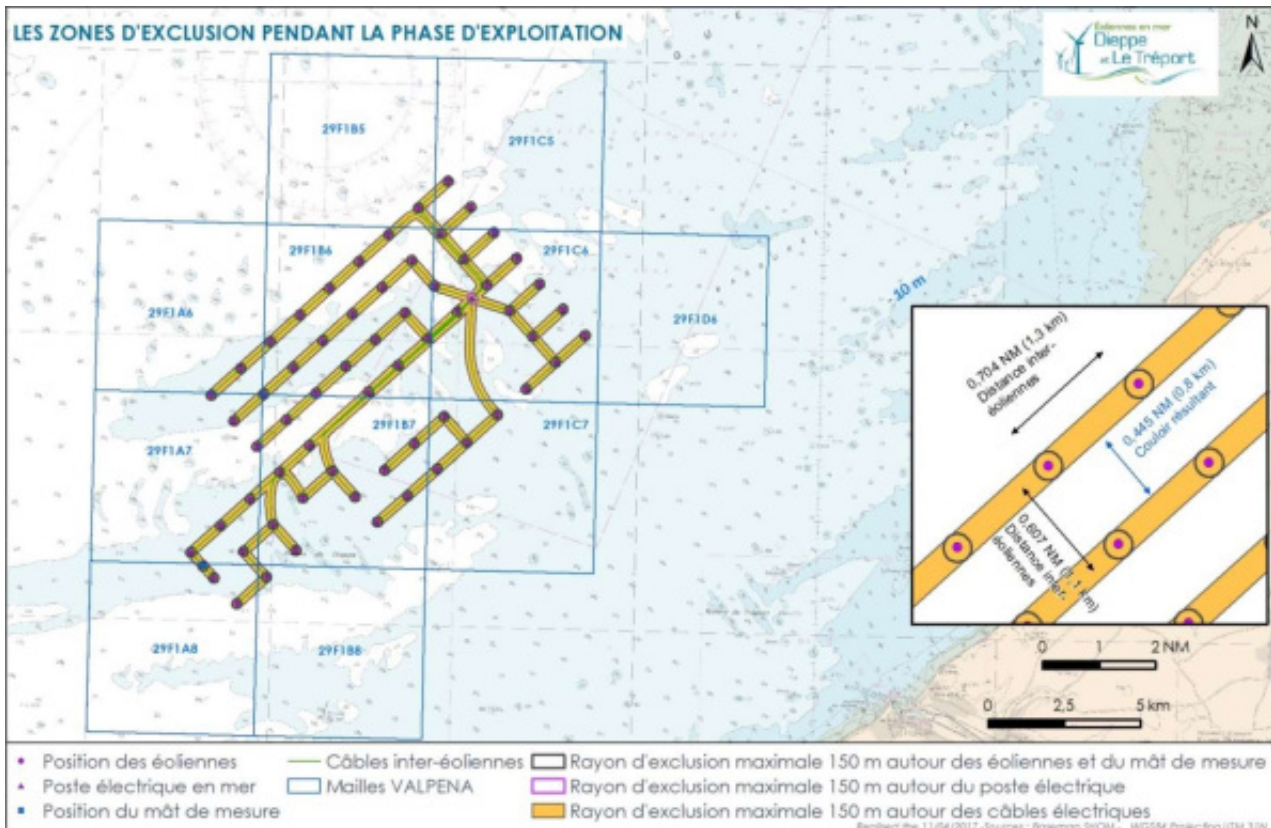 LES ZONES D'EXCLUSION PENDANT LA PHASE D'EXPLOITATION
Éoliennes en mer
Dieppe
et Le Tréport
N
29F1B5
29F1C5
29F1B6
29F1C6
29F1A6
29F1D6
- 10 m
29F1A7
29F1B7
29F1C7
29F1A8
29F1B8
0,704 NM (1,3 km)
Distance inter-
éoliennes
0,445 NM (0,8 km)
Couloir résultant
0,607 NM (1,1 km)
Distance inter-
éoliennes
0 1 2 NM
0 2,5 5 km
Position des éoliennes
Câbles inter-éoliennes
Rayon d'exclusion maximale 150 m autour des éoliennes et du mât de mesure
Poste électrique en mer
Mailles VALPENA
Rayon d'exclusion maximale 150 m autour du poste électrique
Position du mât de mesure
Rayon d'exclusion maximale 150 m autour des câbles électriques